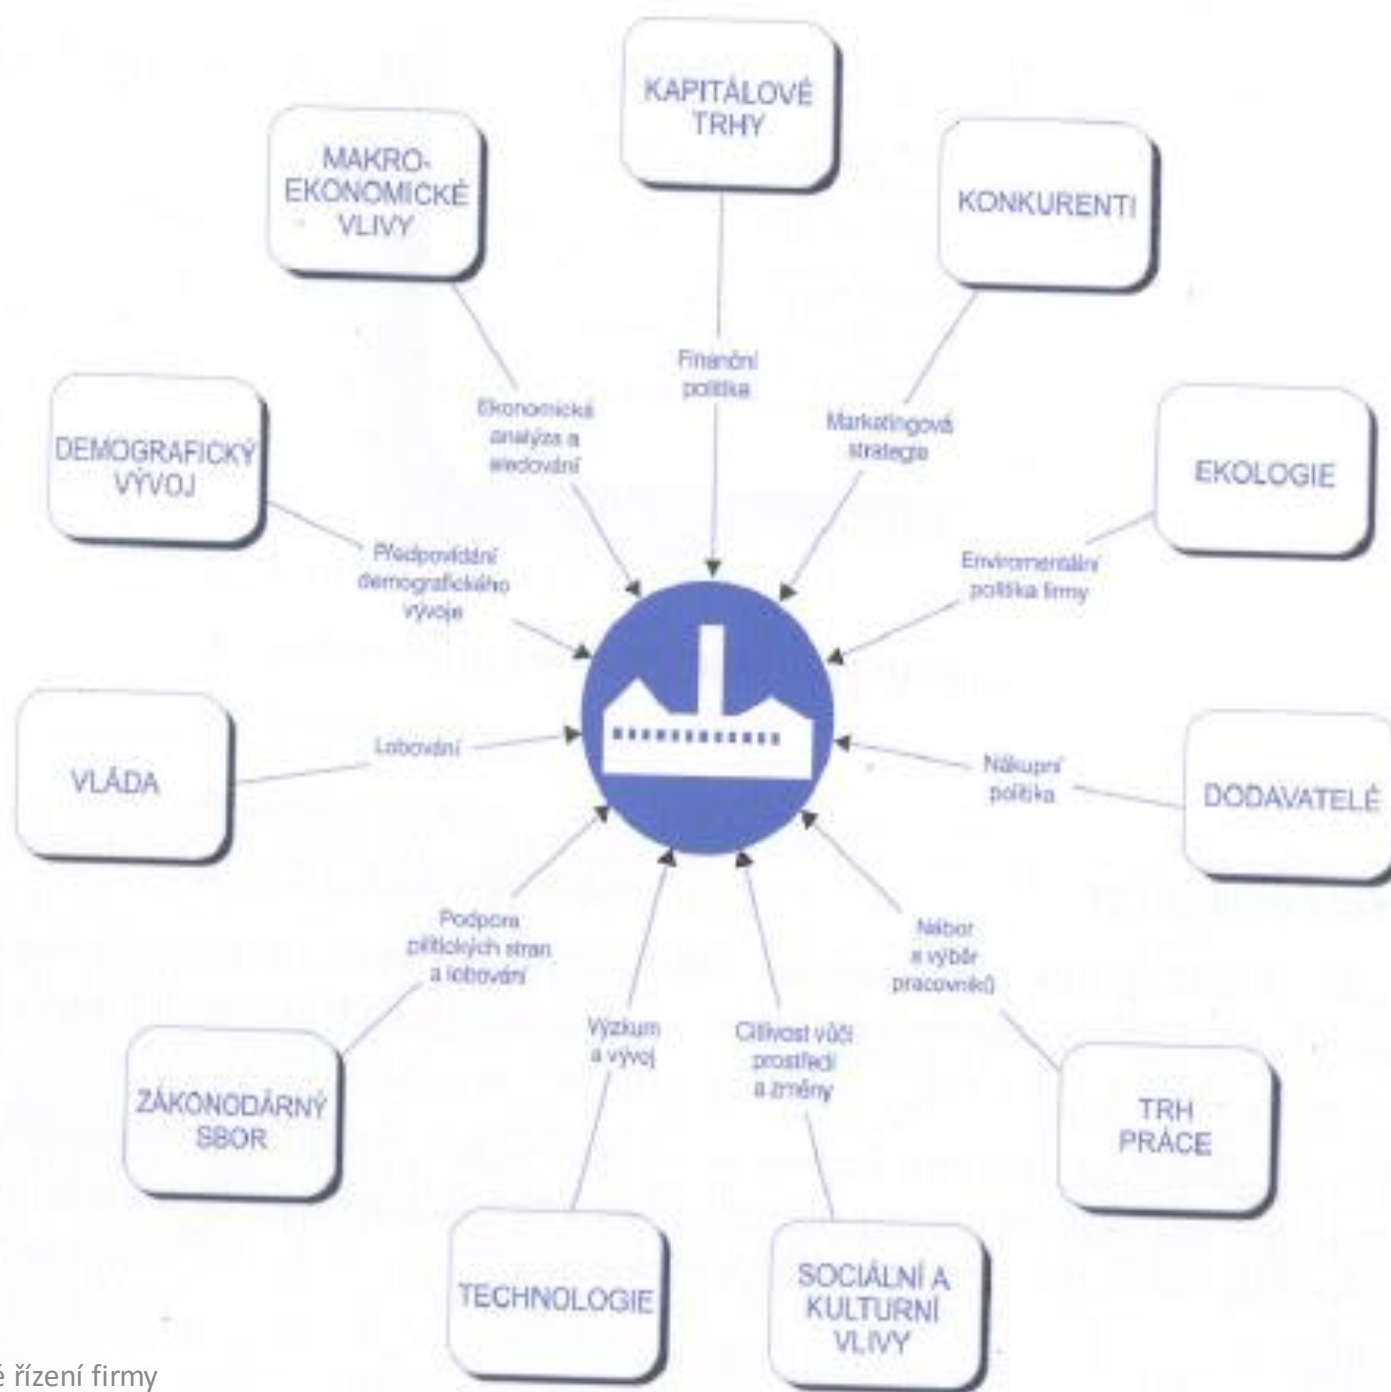 KAPITÁLOVÉ
TRHY
MAKRO-
EKONOMICKÉ
VLIVY
KONKURENTI
Finanční
politika
Ekonomická
analýza a
sledování
Marketingová
strategie
DEMOGRAFICKÝ
VÝVOJ
EKOLOGIE
Předpovídání
demografického
vývoje
Enviromentální
politika firmy
VLÁDA
Lobování
Nákupní
politika
DODAVATELÉ
Podpora
pilitických stran
a lobování
Nábor
a výběr
pracovníků
Výzkum
a vývoj
Citlivost vůči
prostředí
a změny
ZÁKONODÁRNÝ
SBOR
TRH
PRÁCE
TECHNOLOGIE
SOCIÁLNÍ A
KULTURNÍ
VLIVY
é řízení firmy